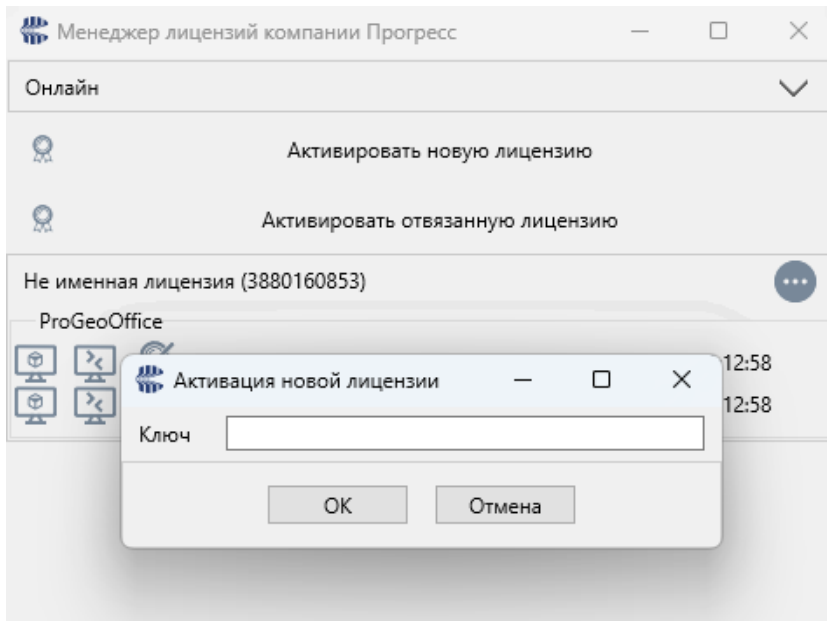 Менеджер лицензий компании Прогресс
Онлайн
Активировать новую лицензию
Активировать отвязанную лицензию
Не именная лицензия (3880160853)
ProGeoOffice
12:58
12:58
Активация новой лицензии
Ключ
ОК
Отмена